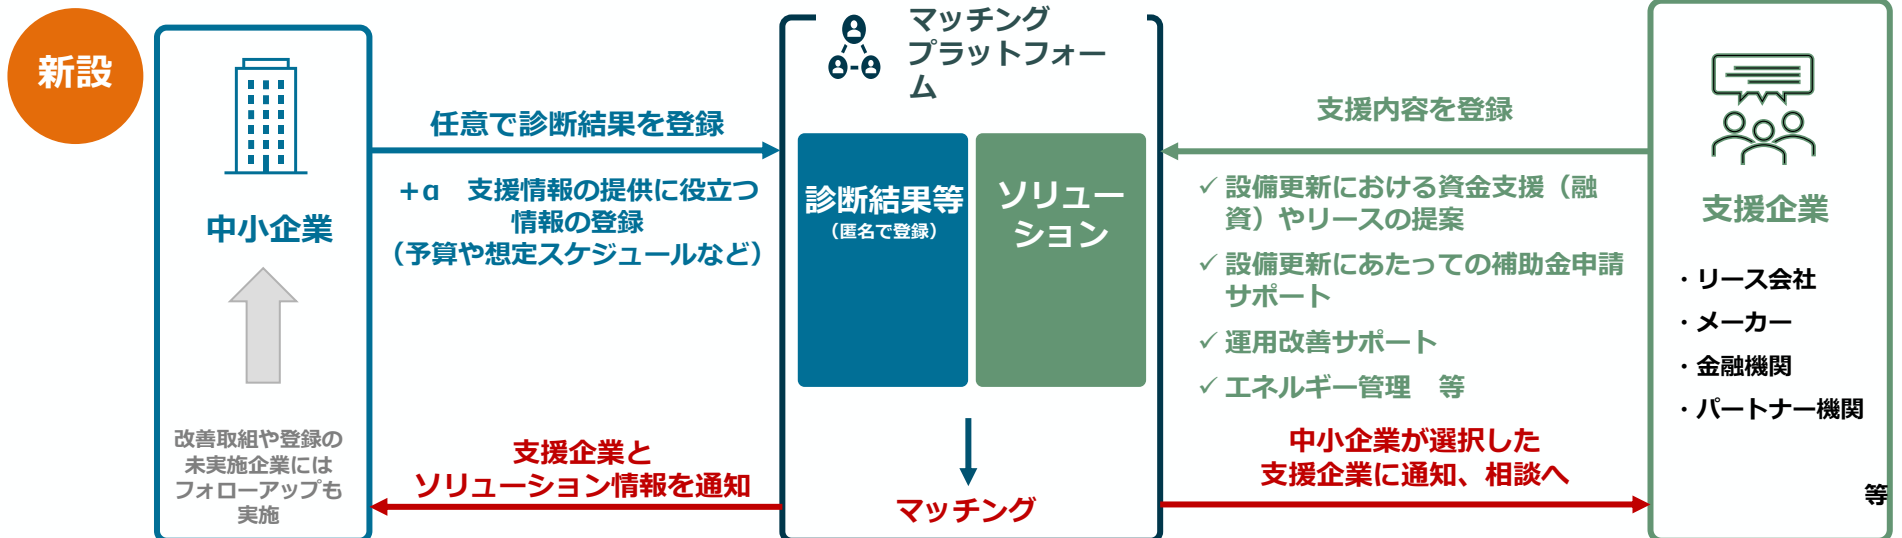 新設
中小企業
改善取組や登録の
未実施企業には
フォローアップも
実施
任意で診断結果を登録
+α　支援情報の提供に役立つ
情報の登録
（予算や想定スケジュールなど）
支援企業と
ソリューション情報を通知
マッチング
プラットフォー
ム
診断結果等
（匿名で登録）
ソリュー
ション
マッチング
支援内容を登録
✓ 設備更新における資金支援（融
資）やリースの提案
✓ 設備更新にあたっての補助金申請
サポート
✓ 運用改善サポート
✓ エネルギー管理　等
中小企業が選択した
支援企業に通知、相談へ
支援企業
・リース会社
・メーカー
・金融機関
・パートナー機関
等